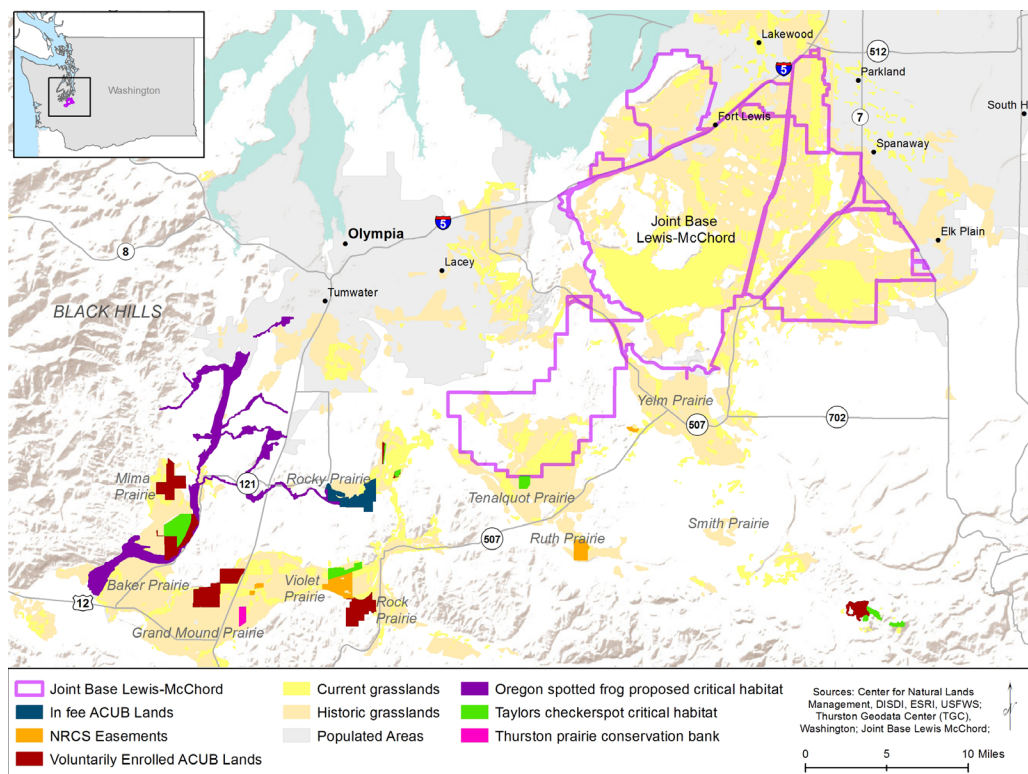 Washington
Lakewood
512
5
Parkland
South H
Fort Lewis
7
Spanaway
Joint Base
Lewis-McChord
Olympia
5
Elk Plain
8
Lacey
Tumwater
BLACK HILLS
Yelm Prairie
702
507
Mima
Prairie
121
Rocky Prairie
Tenalquot Prairie
Smith Prairie
507
Ruth Prairie
Baker Prairie
Violet
Prairie
12
Rock
Prairie
Grand Mound Prairie
Joint Base Lewis-McChord
In fee ACUB Lands
NRCS Easements
Voluntarily Enrolled ACUB Lands
Current grasslands
Historic grasslands
Populated Areas
Oregon spotted frog proposed critical habitat
Taylors checkerspot critical habitat
Thurston prairie conservation bank
Sources: Center for Natural Lands
Management, DISDI, ESRI, USFWS;
Thurston Geodata Center (TGC),
Washington; Joint Base Lewis McChord;
N
0 5 10 Miles